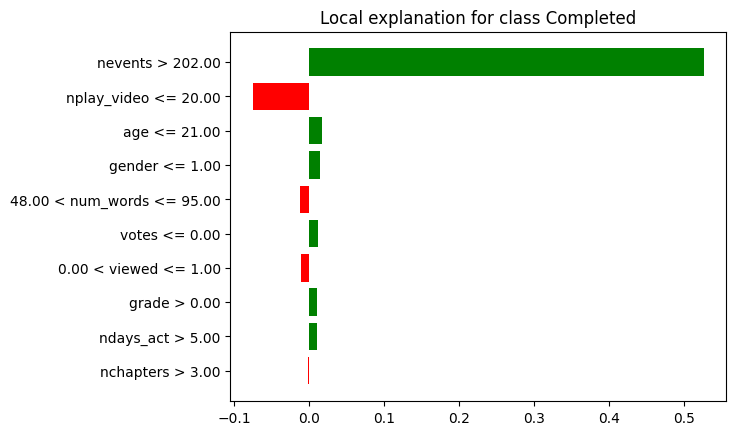 Local explanation for class Completed
nevents > 202.00
nplay_video <= 20.00
age <= 21.00
gender <= 1.00
48.00 < num_words <= 95.00
votes <= 0.00
0.00 < viewed <= 1.00
grade > 0.00
ndays_act > 5.00
nchapters > 3.00
−0.1 0.0 0.1 0.2 0.3 0.4 0.5